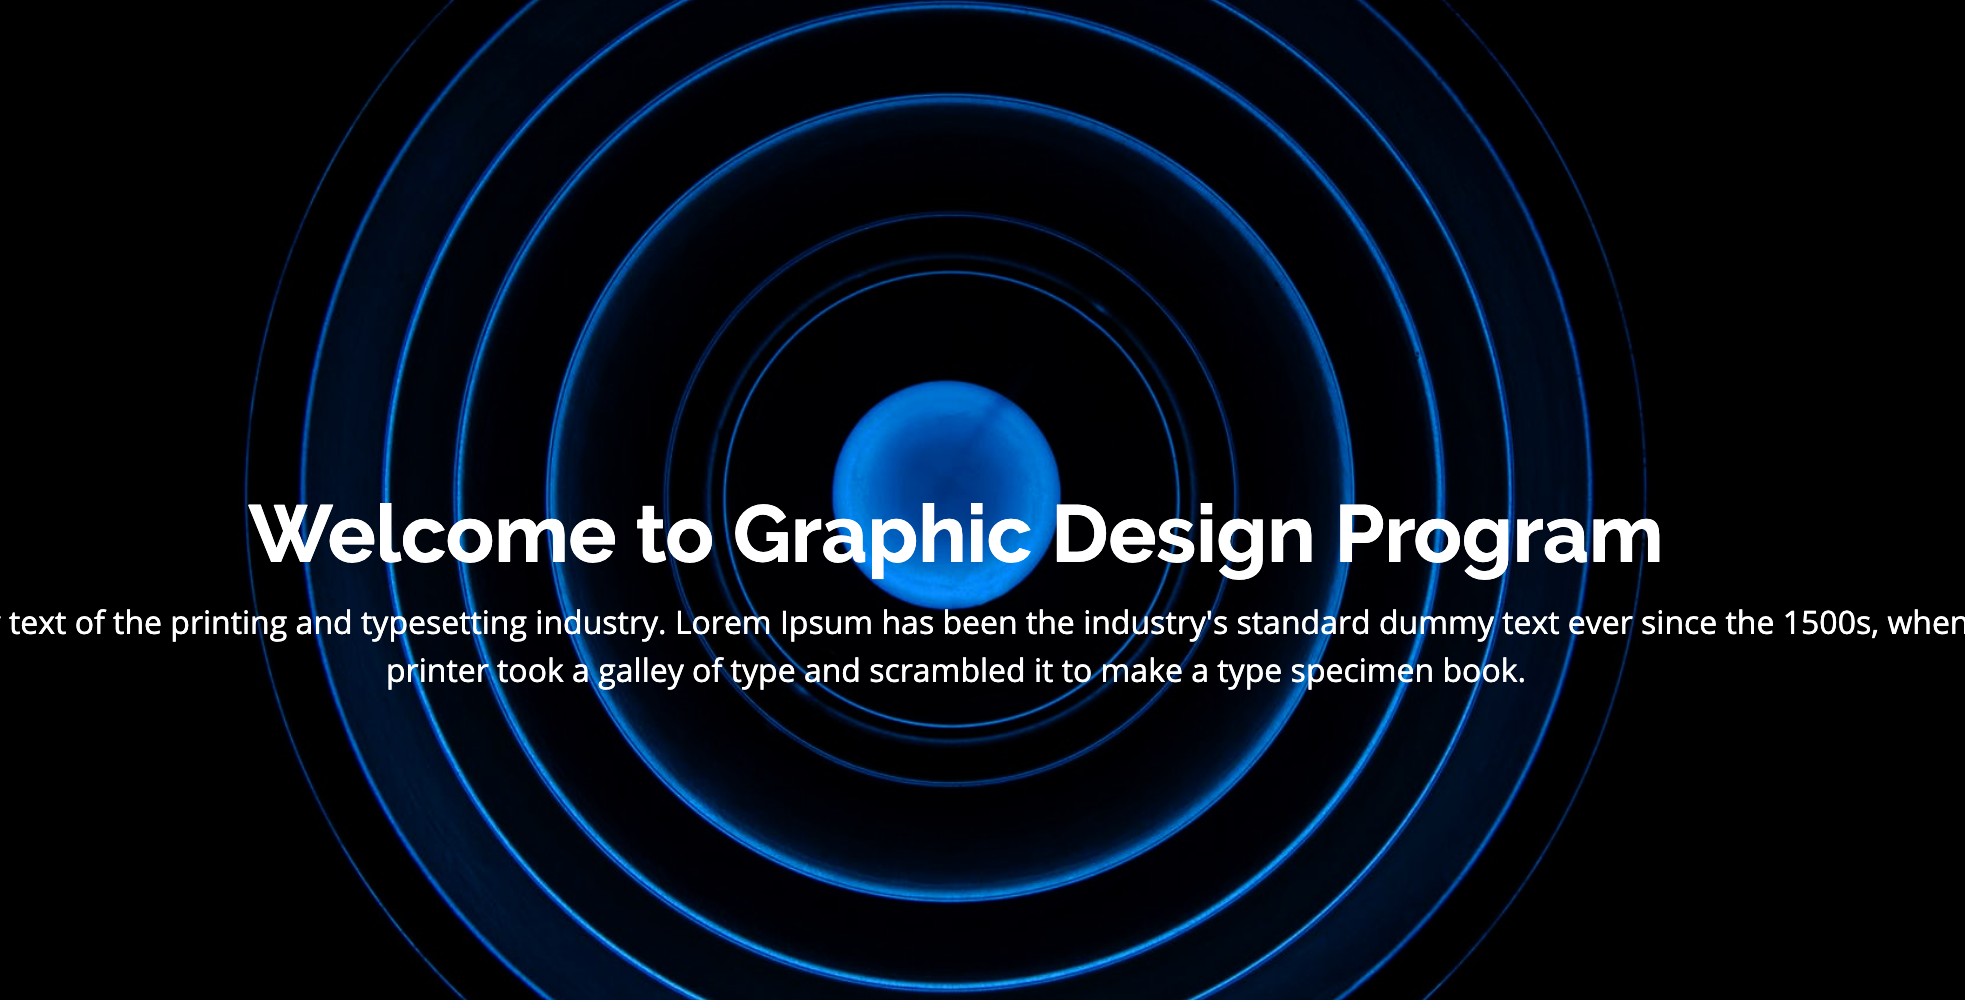 Welcome to Graphic Design Program
text of the printing and typesetting industry. Lorem Ipsum has been the industry's standard dummy text ever since the 1500s, when
printer took a galley of type and scrambled it to make a type specimen book.